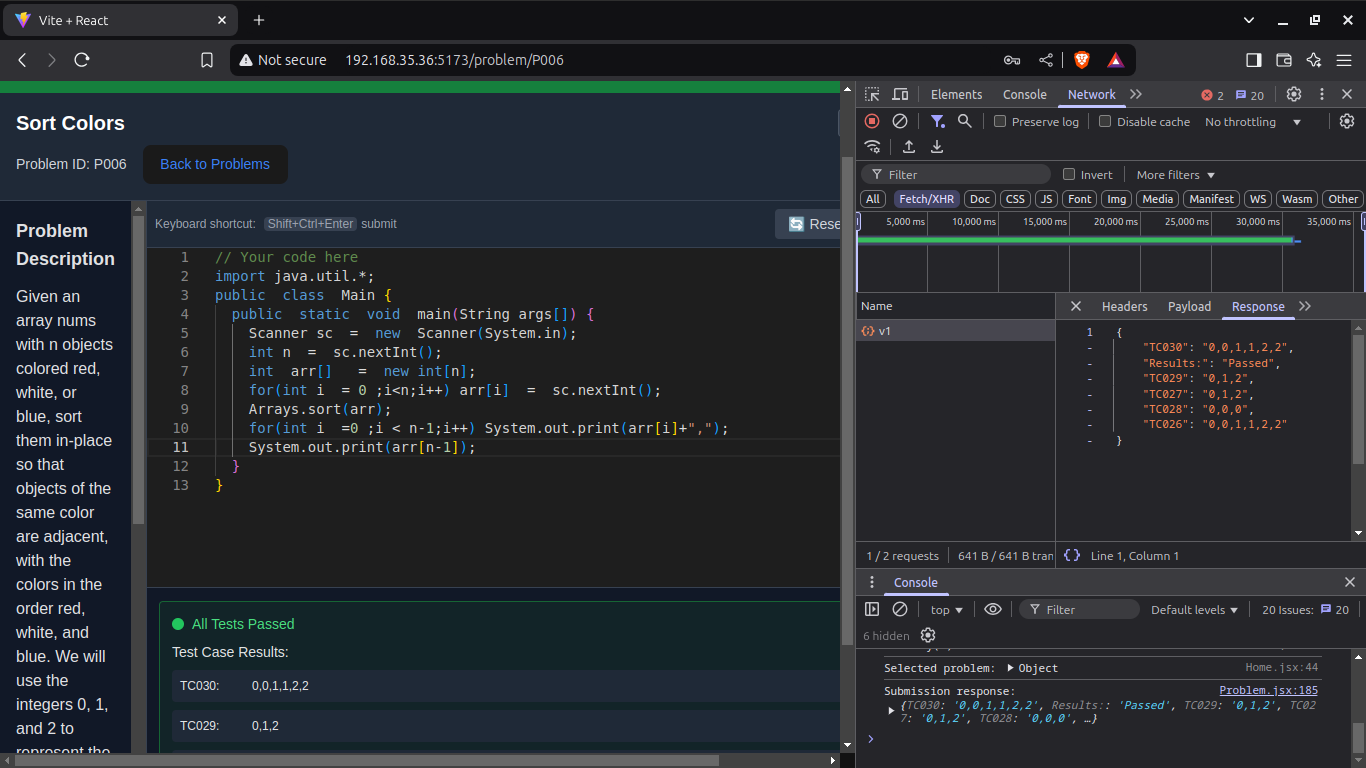 Vite + React
Not secure 192.168.35.36:5173/problem/P006
Sort Colors
Problem ID: P006 Back to Problems
Problem
Description
Given an
array nums
with n objects
colored red,
white, or
blue, sort
them in-place
so that
objects of the
same color
are adjacent,
with the
colors in the
order red,
white, and
blue. We will
use the
integers 0, 1,
and 2 to
represent the
Keyboard shortcut: Shift+Ctrl+Enter submit
Rese
1 // Your code here
2 import java.util.*;
3 public class Main {
4 public static void main(String args[]) {
5 Scanner sc = new Scanner(System.in);
6 int n = sc.nextInt();
7 int arr[] = new int[n];
8 for(int i = 0 ;i<n;i++) arr[i] = sc.nextInt();
9 Arrays.sort(arr);
10 for(int i =0 ;i < n-1;i++) System.out.print(arr[i]+",");
11 System.out.print(arr[n-1]);
12 }
13 }
All Tests Passed
Test Case Results:
TC030: 0,0,1,1,2,2
TC029: 0,1,2
Elements Console Network 2 20
Preserve log Disable cache No throttling
Filter Invert More filters
All Fetch/XHR Doc CSS JS Font Img Media Manifest WS Wasm Other
5,000 ms 10,000 ms 15,000 ms 20,000 ms 25,000 ms 30,000 ms 35,000 ms
Name
v1
Headers Payload Response
1 {
- "TC030": "0,0,1,1,2,2",
- "Results:": "Passed",
- "TC029": "0,1,2",
- "TC027": "0,1,2",
- "TC028": "0,0,0",
- "TC026": "0,0,1,1,2,2"
- }
1 / 2 requests 641 B / 641 B tran
{} Line 1, Column 1
Console
top Filter Default levels 20 Issues: 20
6 hidden
Selected problem: Object Home.jsx:44
Submission response: Problem.jsx:185
{TC030: '0,0,1,1,2,2', Results:: 'Passed', TC029: '0,1,2', TC02
7: '0,1,2', TC028: '0,0,0', …}